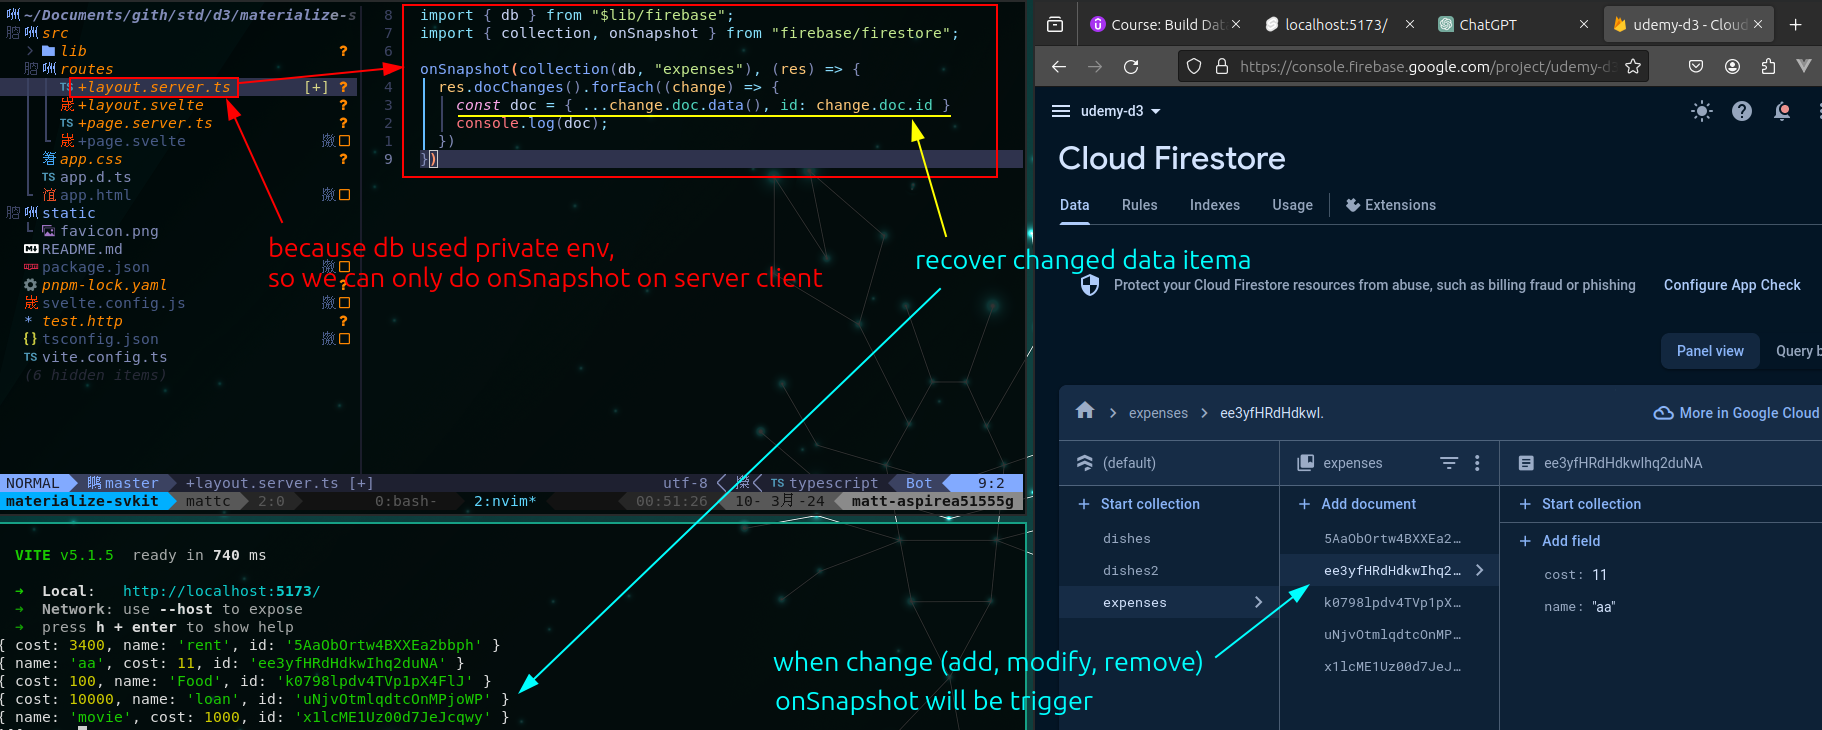 ~/Documents/gith/std/d3/materialize-s
src
lib ?
routes
TS +layout.server.ts [+] ?
+layout.svelte ?
TS +page.server.ts ?
+page.svelte
app.css ?
TS app.d.ts
app.html
static
favicon.png
README.md
package.json
pnpm-lock.yaml ?
svelte.config.js
* test.http ?
{} tsconfig.json
TS vite.config.ts
(6 hidden items)
8 import { db } from "$lib/firebase";
7 import { collection, onSnapshot } from "firebase/firestore";
6
5 onSnapshot(collection(db, "expenses"), (res) => {
4 res.docChanges().forEach((change) => {
3 const doc = { ...change.doc.data(), id: change.doc.id }
2 console.log(doc);
1 })
9 })
because db used private env,
so we can only do onSnapshot on server client
recover changed data itema
NORMAL master +layout.server.ts [+] utf-8 TS typescript Bot 9:2
materialize-svkit mattc 2:0 0:bash- 2:nvim* 00:51:26 10- 3月 -24 matt-aspirea51555g
VITE v5.1.5 ready in 740 ms
➜ Local: http://localhost:5173/
➜ Network: use --host to expose
➜ press h + enter to show help
{ cost: 3400, name: 'rent', id: '5AaObOrtw4BXXEa2bbph' }
{ name: 'aa', cost: 11, id: 'ee3yfHRdHdkwIhq2duNA' }
{ cost: 100, name: 'Food', id: 'k0798lpdv4TVp1pX4FlJ' }
{ cost: 10000, name: 'loan', id: 'uNjvOtmlqdtcOnMPjoWP' }
{ name: 'movie', cost: 1000, id: 'x1lcME1Uz00d7JeJcqwy' }
when change (add, modify, remove)
onSnapshot will be trigger
Course: Build Dat
localhost:5173/
ChatGPT
udemy-d3 - Cloud
https://console.firebase.google.com/project/udemy-d3
udemy-d3
Cloud Firestore
Data Rules Indexes Usage Extensions
Protect your Cloud Firestore resources from abuse, such as billing fraud or phishing Configure App Check
Panel view Query b
expenses > ee3yfHRdHdkwI. More in Google Cloud
(default) expenses ee3yfHRdHdkwIhq2duNA
+ Start collection
dishes
dishes2
expenses
+ Add document
5AaObOrtw4BXXEa2…
ee3yfHRdHdkwIhq2…
k0798lpdv4TVp1pX…
uNjvOtmlqdtcOnMP…
x1lcME1Uz00d7JeJ…
+ Start collection
+ Add field
cost: 11
name: "aa"